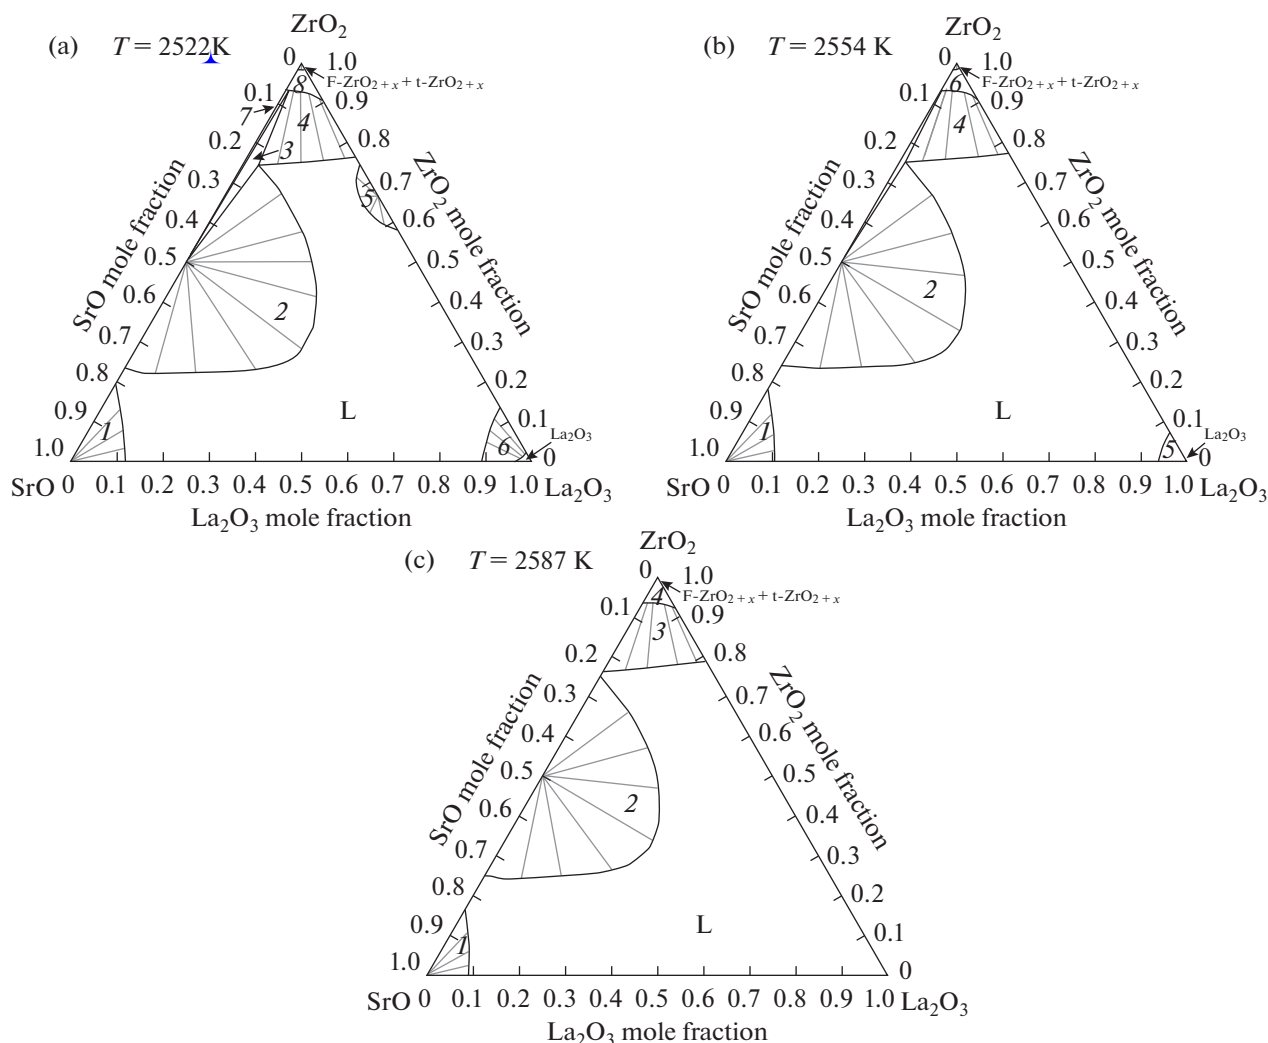 (a) T = 2522K
ZrO2
0 1.0
F-ZrO2+x + t-ZrO2+x
0.1 8 0.9
7
0.2 4 0.8
3
0.3 0.7
5
0.4 0.6
0.5 0.5
0.6 0.4
2
0.7 0.3
0.8 0.2
0.9 L 0.1
1 6 La2O3
1.0 0
SrO mole fraction
ZrO2 mole fraction
SrO 0 0.1 0.2 0.3 0.4 0.5 0.6 0.7 0.8 0.9 1.0 La2O3
La2O3 mole fraction
(b) T = 2554 K
ZrO2
0 1.0
F-ZrO2+x + t-ZrO2+x
0.1 6 0.9
0.2 4 0.8
0.3 0.7
0.4 0.6
0.5 0.5
0.6 2 0.4
0.7 0.3
0.8 0.2
0.9 L 0.1
1 5 La2O3
1.0 0
SrO mole fraction
ZrO2 mole fraction
SrO 0 0.1 0.2 0.3 0.4 0.5 0.6 0.7 0.8 0.9 1.0 La2O3
La2O3 mole fraction
(c) T = 2587 K
ZrO2
0 1.0
F-ZrO2+x + t-ZrO2+x
0.1 4 0.9
3
0.2 0.8
0.3 0.7
0.4 0.6
0.5 0.5
0.6 2 0.4
0.7 0.3
0.8 0.2
0.9 L 0.1
1
1.0 0
SrO mole fraction
ZrO2 mole fraction
SrO 0 0.1 0.2 0.3 0.4 0.5 0.6 0.7 0.8 0.9 1.0 La2O3
La2O3 mole fraction